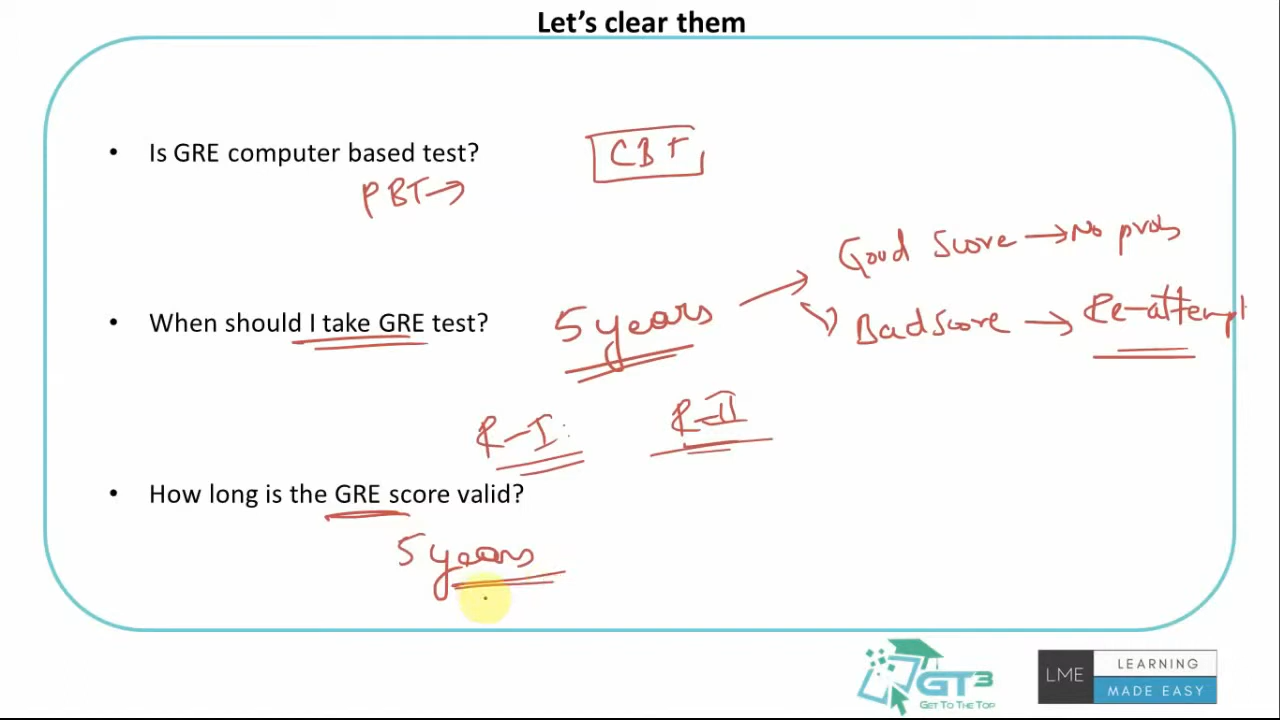 Let's clear them
• Is GRE computer based test?
CBT
PBT →
Good Score → No prob
• When should I take GRE test?
5 years
Bad Score → Re-attempt
R-I
R-II
• How long is the GRE score valid?
5 years
GT3
GET TO THE TOP
LME
LEARNING
MADE EASY